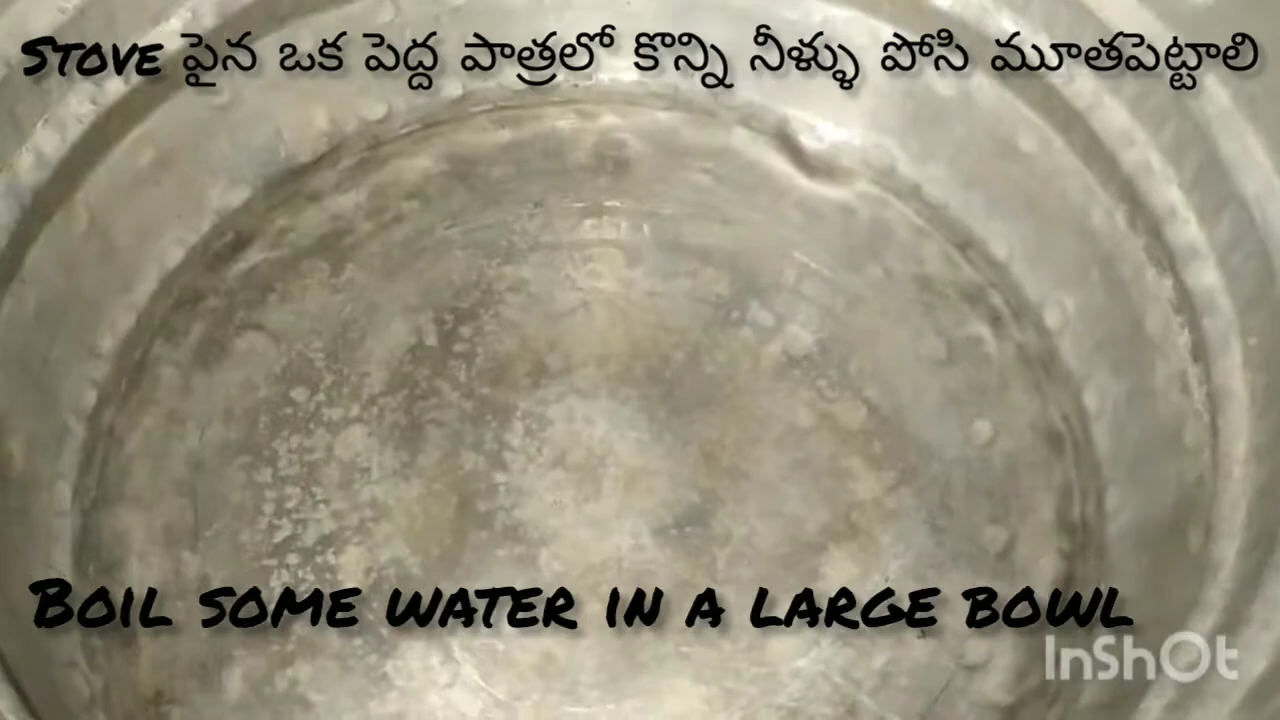 STOVE పైన ఒక పెద్ద పాత్రలో కొన్ని నీళ్ళు పోసి మూతపెట్టాలి
BOIL SOME WATER IN A LARGE BOWL
InShOt